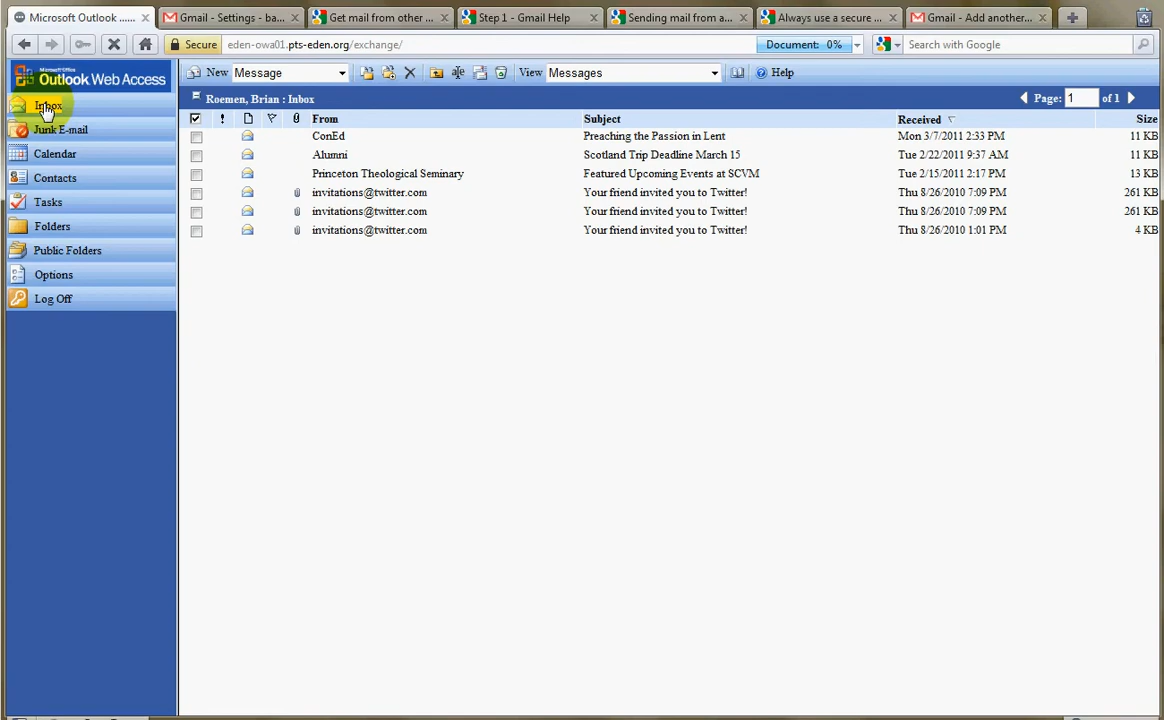 Microsoft Outlook ...... Gmail - Settings - ba... Get mail from other ... Step 1 - Gmail Help Sending mail from a... Always use a secure ... Gmail - Add another...
Secure eden-owa01.pts-eden.org/exchange/ Document: 0% Search with Google
Microsoft Office
Outlook Web Access
New Message View Messages Help
Roemen, Brian : Inbox Page: 1 of 1
Inbox
Junk E-mail
Calendar
Contacts
Tasks
Folders
Public Folders
Options
Log Off
! From Subject Received Size
ConEd Preaching the Passion in Lent Mon 3/7/2011 2:33 PM 11 KB
Alumni Scotland Trip Deadline March 15 Tue 2/22/2011 9:37 AM 11 KB
Princeton Theological Seminary Featured Upcoming Events at SCVM Tue 2/15/2011 2:17 PM 13 KB
invitations@twitter.com Your friend invited you to Twitter! Thu 8/26/2010 7:09 PM 261 KB
invitations@twitter.com Your friend invited you to Twitter! Thu 8/26/2010 7:09 PM 261 KB
invitations@twitter.com Your friend invited you to Twitter! Thu 8/26/2010 1:01 PM 4 KB